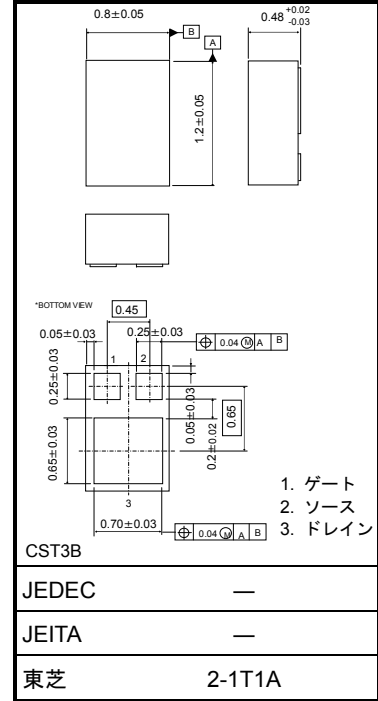 0.8±0.05
B
A
0.48 +0.02 -0.03
1.2±0.05
*BOTTOM VIEW
0.45
0.05±0.03
0.25±0.03
⌖ 0.04 Ⓜ A B
1
2
0.25±0.03
0.05±0.03
0.65
0.65±0.03
0.2±0.02
3
0.70±0.03
⌖ 0.04 Ⓜ A B
1. ゲート
2. ソース
3. ドレイン
CST3B
JEDEC —
JEITA —
東芝 2-1T1A